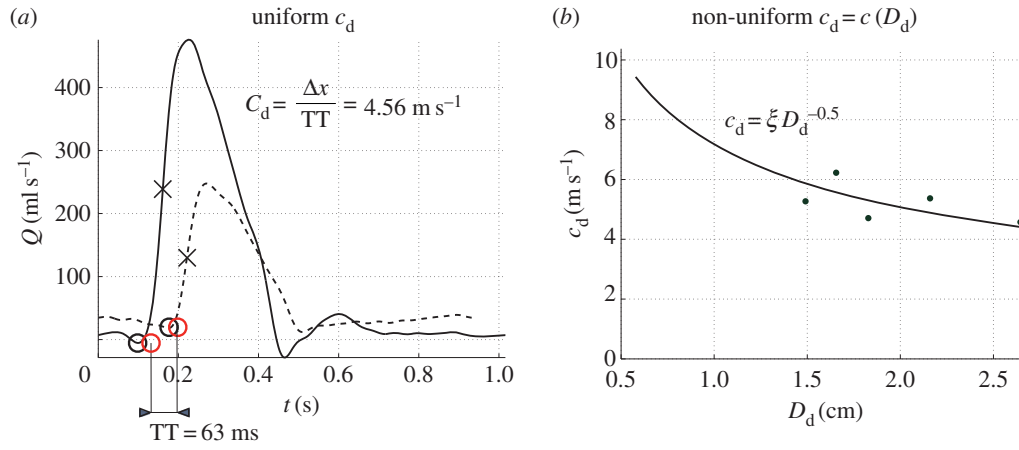 (a)
uniform c_d
400
300
200
100
Q (ml s⁻¹)
C_d = Δx / TT = 4.56 m s⁻¹
0
0.2
0.4
0.6
0.8
1.0
t (s)
TT = 63 ms
(b)
non-uniform c_d = c (D_d)
10
8
6
4
2
0
c_d (m s⁻¹)
c_d = ξ D_d⁻⁰·⁵
0.5
1.0
1.5
2.0
2.5
D_d (cm)